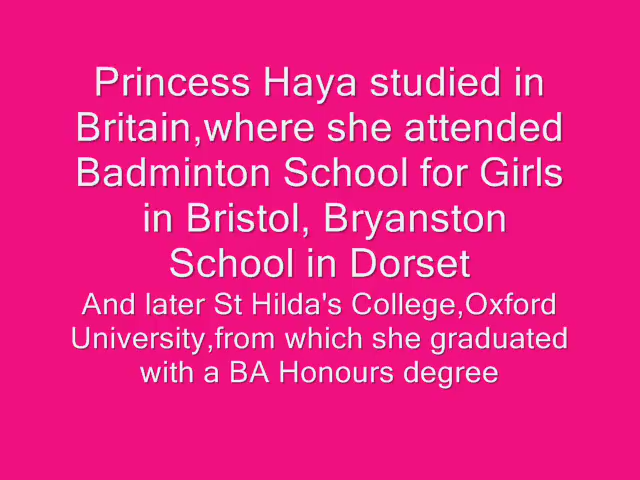 Princess Haya studied in
Britain,where she attended
Badminton School for Girls
in Bristol, Bryanston
School in Dorset
And later St Hilda's College,Oxford
University,from which she graduated
with a BA Honours degree